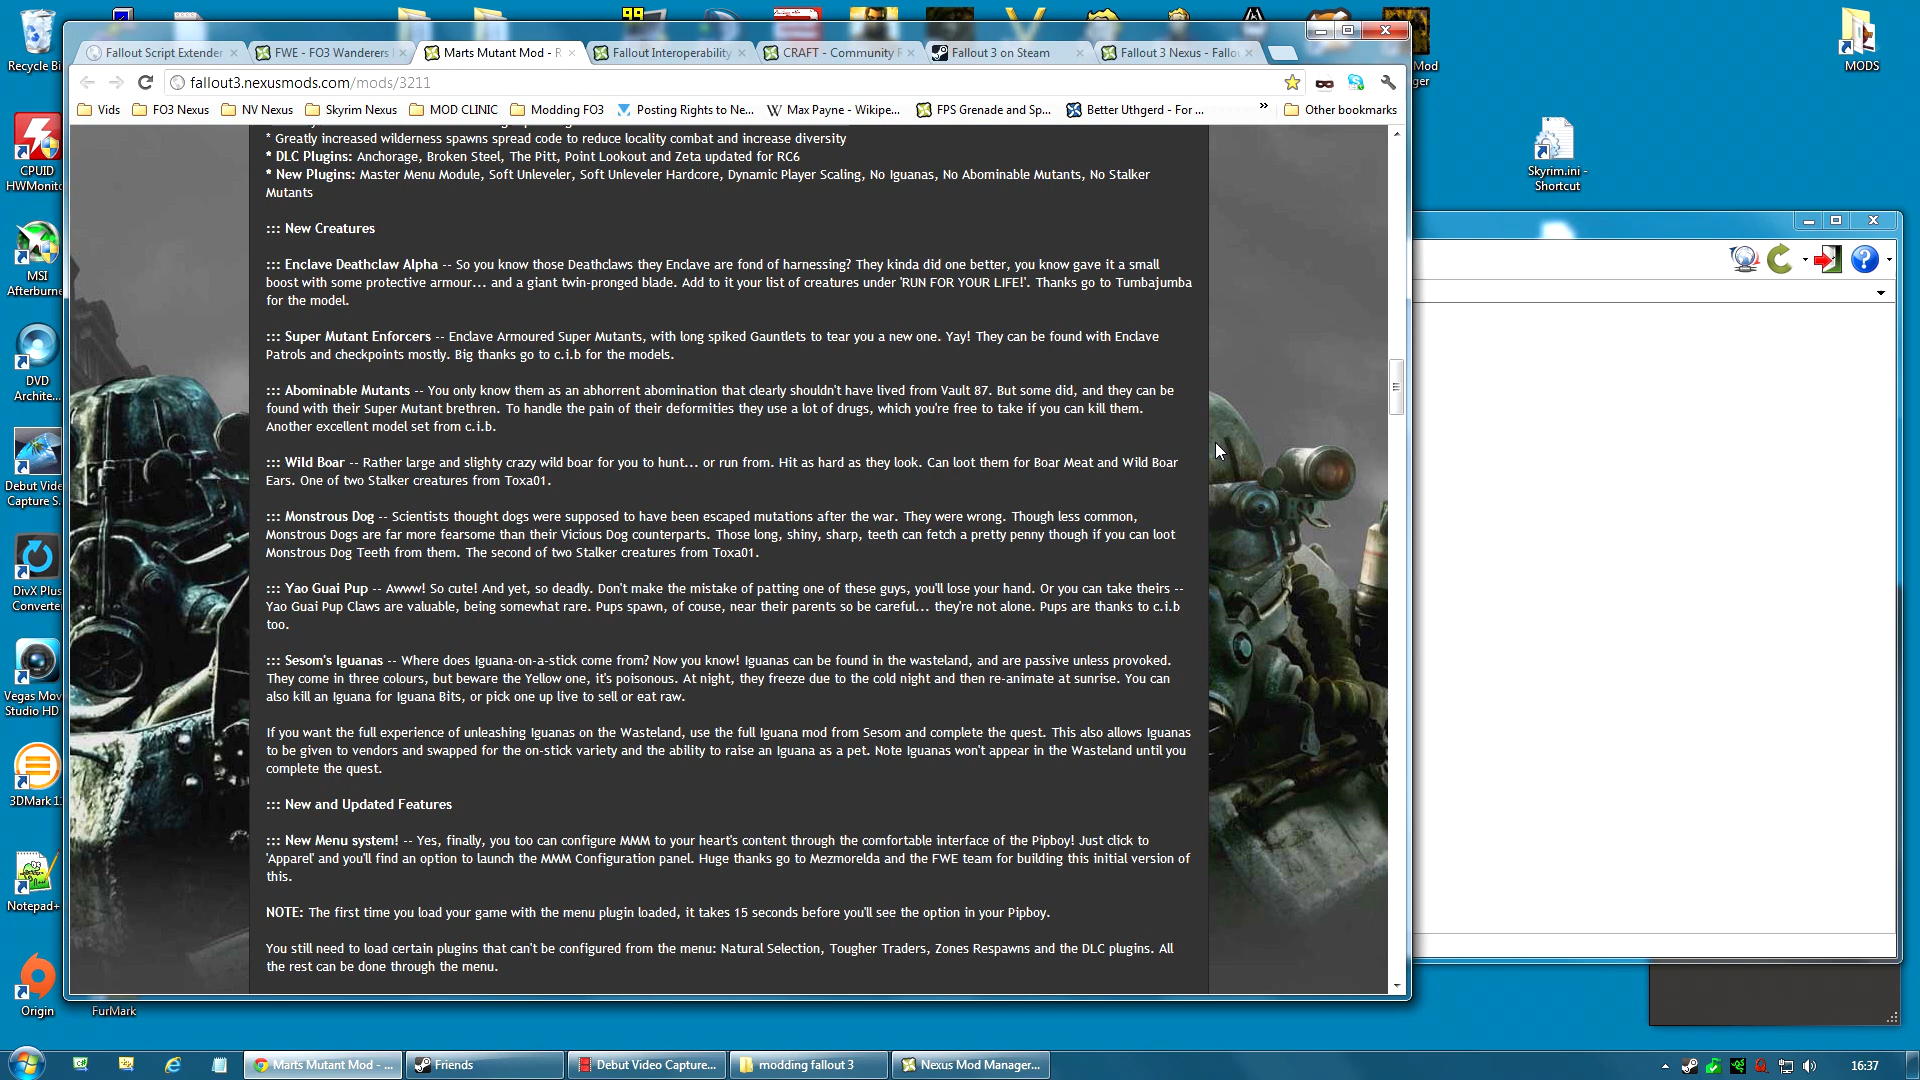 Recycle Bi
MODS
Mod
ger
Fallout Script Extender
FWE - FO3 Wanderers
Marts Mutant Mod - R
Fallout Interoperability
CRAFT - Community R
Fallout 3 on Steam
Fallout 3 Nexus - Fallou
fallout3.nexusmods.com/mods/3211
Vids
FO3 Nexus
NV Nexus
Skyrim Nexus
MOD CLINIC
Modding FO3
Posting Rights to Ne...
Max Payne - Wikipe...
FPS Grenade and Sp...
Better Uthgerd - For ...
Other bookmarks
* Greatly increased wilderness spawns spread code to reduce locality combat and increase diversity
* DLC Plugins: Anchorage, Broken Steel, The Pitt, Point Lookout and Zeta updated for RC6
* New Plugins: Master Menu Module, Soft Unleveler, Soft Unleveler Hardcore, Dynamic Player Scaling, No Iguanas, No Abominable Mutants, No Stalker
Mutants
::: New Creatures
::: Enclave Deathclaw Alpha -- So you know those Deathclaws they Enclave are fond of harnessing? They kinda did one better, you know gave it a small
boost with some protective armour... and a giant twin-pronged blade. Add to it your list of creatures under 'RUN FOR YOUR LIFE!'. Thanks go to Tumbajumba
for the model.
::: Super Mutant Enforcers -- Enclave Armoured Super Mutants, with long spiked Gauntlets to tear you a new one. Yay! They can be found with Enclave
Patrols and checkpoints mostly. Big thanks go to c.i.b for the models.
::: Abominable Mutants -- You only know them as an abhorrent abomination that clearly shouldn't have lived from Vault 87. But some did, and they can be
found with their Super Mutant brethren. To handle the pain of their deformities they use a lot of drugs, which you're free to take if you can kill them.
Another excellent model set from c.i.b.
::: Wild Boar -- Rather large and slighty crazy wild boar for you to hunt... or run from. Hit as hard as they look. Can loot them for Boar Meat and Wild Boar
Ears. One of two Stalker creatures from Toxa01.
::: Monstrous Dog -- Scientists thought dogs were supposed to have been escaped mutations after the war. They were wrong. Though less common,
Monstrous Dogs are far more fearsome than their Vicious Dog counterparts. Those long, shiny, sharp, teeth can fetch a pretty penny though if you can loot
Monstrous Dog Teeth from them. The second of two Stalker creatures from Toxa01.
::: Yao Guai Pup -- Awww! So cute! And yet, so deadly. Don't make the mistake of patting one of these guys, you'll lose your hand. Or you can take theirs --
Yao Guai Pup Claws are valuable, being somewhat rare. Pups spawn, of couse, near their parents so be careful... they're not alone. Pups are thanks to c.i.b
too.
::: Sesom's Iguanas -- Where does Iguana-on-a-stick come from? Now you know! Iguanas can be found in the wasteland, and are passive unless provoked.
They come in three colours, but beware the Yellow one, it's poisonous. At night, they freeze due to the cold night and then re-animate at sunrise. You can
also kill an Iguana for Iguana Bits, or pick one up live to sell or eat raw.
If you want the full experience of unleashing Iguanas on the Wasteland, use the full Iguana mod from Sesom and complete the quest. This also allows Iguanas
to be given to vendors and swapped for the on-stick variety and the ability to raise an Iguana as a pet. Note Iguanas won't appear in the Wasteland until you
complete the quest.
::: New and Updated Features
::: New Menu system! -- Yes, finally, you too can configure MMM to your heart's content through the comfortable interface of the Pipboy! Just click to
'Apparel' and you'll find an option to launch the MMM Configuration panel. Huge thanks go to Mezmorelda and the FWE team for building this initial version of
this.
NOTE: The first time you load your game with the menu plugin loaded, it takes 15 seconds before you'll see the option in your Pipboy.
You still need to load certain plugins that can't be configured from the menu: Natural Selection, Tougher Traders, Zones Respawns and the DLC plugins. All
the rest can be done through the menu.
CPUID
HWMonito
MSI
Afterburne
DVD
Archite...
Debut Vide
Capture S.
DivX Plus
Converte
Vegas Mov
Studio HD
3DMark 1
Notepad+
Origin
FurMark
Skyrim.ini -
Shortcut
Marts Mutant Mod - ...
Friends
Debut Video Capture...
modding fallout 3
Nexus Mod Manager...
16:37